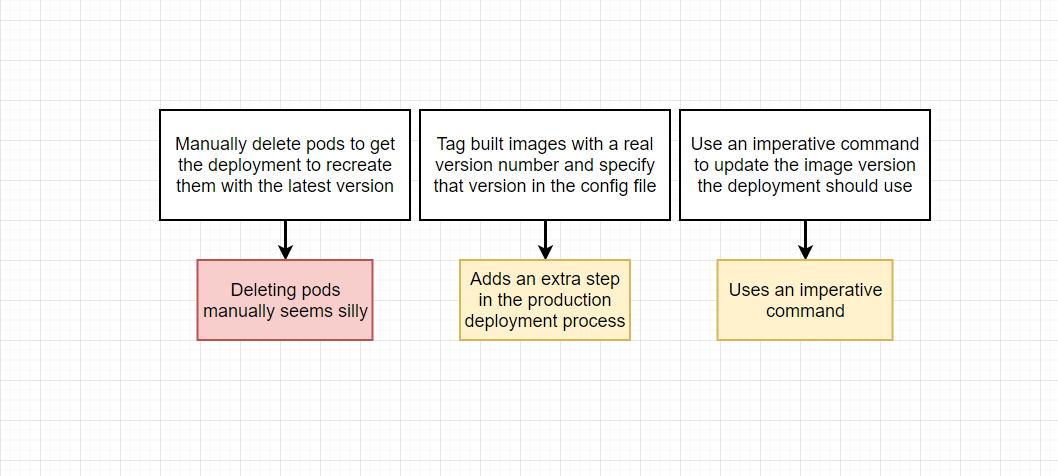 Manually delete pods to get
the deployment to recreate
them with the latest version
Tag built images with a real
version number and specify
that version in the config file
Use an imperative command
to update the image version
the deployment should use
Deleting pods
manually seems silly
Adds an extra step
in the production
deployment process
Uses an imperative
command